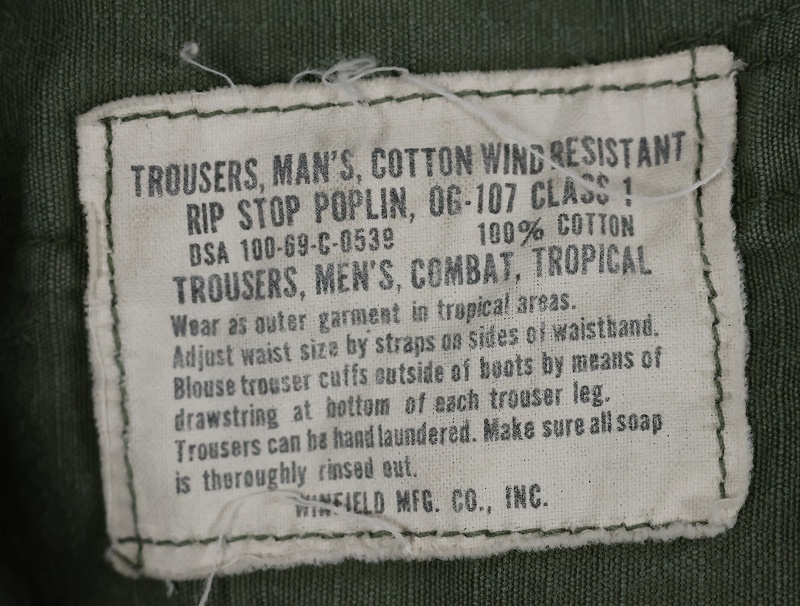 TROUSERS, MAN'S, COTTON WIND RESISTANT
RIP STOP POPLIN, OG-107 CLASS 1
DSA 100-69-C-0539 100% COTTON
TROUSERS, MEN'S, COMBAT, TROPICAL
Wear as outer garment in tropical areas.
Adjust waist size by straps on sides of waistband.
Blouse trouser cuffs outside of boots by means of
drawstring at bottom of each trouser leg.
Trousers can be hand laundered. Make sure all soap
is thoroughly rinsed out.
WINFIELD MFG. CO., INC.